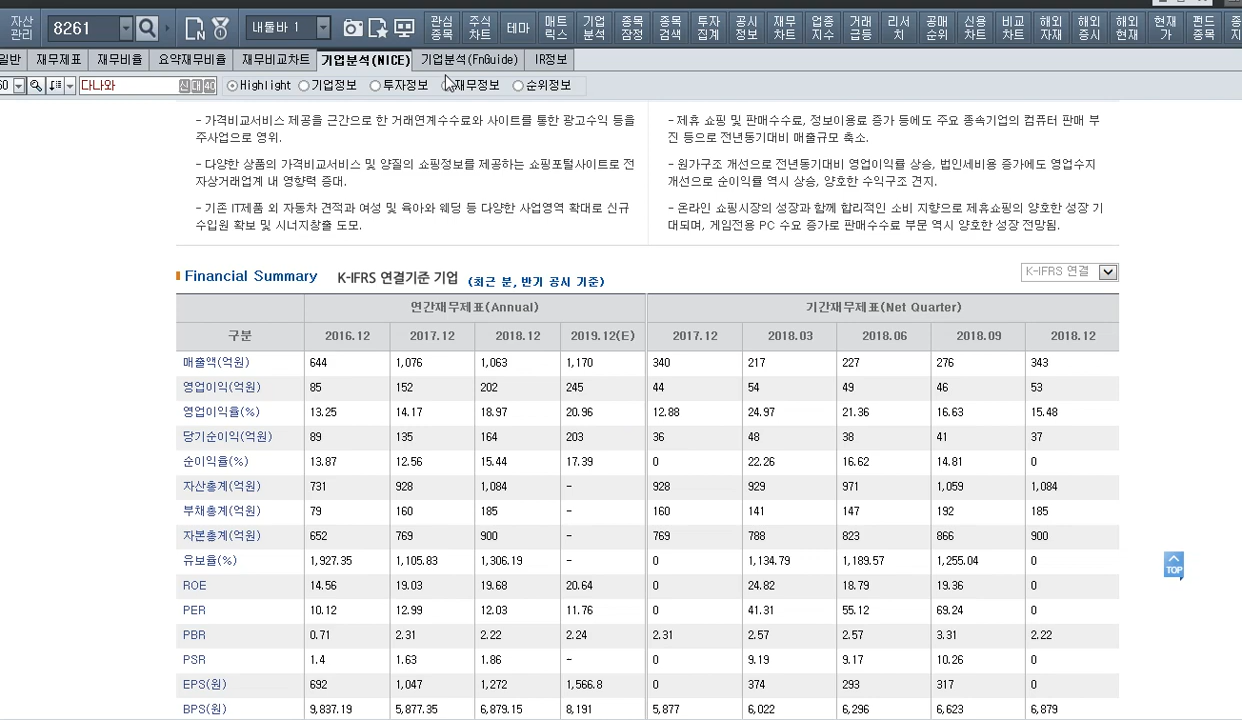 자산 관리 8261 내툴바 1 관심 종목 주식 차트 테마 매트 릭스 기업 분석 종목 잠정 종목 검색 투자 집계 공시 정보 재무 차트 업종 지수 거래 급등 리서 치 공매 순위 신용 차트 비교 차트 해외 자재 해외 증시 해외 현재 현재 가 펀드 종목
일반 재무제표 재무비율 요약재무비율 재무비교차트 기업분석(NICE) 기업분석(FnGuide) IR정보
다나와 신 대 40 Highlight 기업정보 투자정보 재무정보 순위정보
- 가격비교서비스 제공을 근간으로 한 거래연계수수료와 사이트를 통한 광고수익 등을
주사업으로 영위.
- 다양한 상품의 가격비교서비스 및 양질의 쇼핑정보를 제공하는 쇼핑포털사이트로 전
자상거래업계 내 영향력 증대.
- 기존 IT제품 외 자동차 견적과 여성 및 육아와 웨딩 등 다양한 사업영역 확대로 신규
수입원 확보 및 시너지창출 도모.
- 제휴 쇼핑 및 판매수수료, 정보이용료 증가 등에도 주요 종속기업의 컴퓨터 판매 부
진 등으로 전년동기대비 매출규모 축소.
- 원가구조 개선으로 전년동기대비 영업이익률 상승, 법인세비용 증가에도 영업수지
개선으로 순이익률 역시 상승, 양호한 수익구조 견지.
- 온라인 쇼핑시장의 성장과 함께 합리적인 소비 지향으로 제휴쇼핑의 양호한 성장 기
대되며, 게임전용 PC 수요 증가로 판매수수료 부문 역시 양호한 성장 전망됨.
Financial Summary K-IFRS 연결기준 기업 (최근 분, 반기 공시 기준) K-IFRS 연결
연간재무제표(Annual) 기간재무제표(Net Quarter)
구분 2016.12 2017.12 2018.12 2019.12(E) 2017.12 2018.03 2018.06 2018.09 2018.12
매출액(억원) 644 1,076 1,063 1,170 340 217 227 276 343
영업이익(억원) 85 152 202 245 44 54 49 46 53
영업이익률(%) 13.25 14.17 18.97 20.96 12.88 24.97 21.36 16.63 15.48
당기순이익(억원) 89 135 164 203 36 48 38 41 37
순이익률(%) 13.87 12.56 15.44 17.39 0 22.26 16.62 14.81 0
자산총계(억원) 731 928 1,084 - 928 929 971 1,059 1,084
부채총계(억원) 79 160 185 - 160 141 147 192 185
자본총계(억원) 652 769 900 - 769 788 823 866 900
유보율(%) 1,927.35 1,105.83 1,306.19 - 0 1,134.79 1,189.57 1,255.04 0
ROE 14.56 19.03 19.68 20.64 0 24.82 18.79 19.36 0
PER 10.12 12.99 12.03 11.76 0 41.31 55.12 69.24 0
PBR 0.71 2.31 2.22 2.24 2.31 2.57 2.57 3.31 2.22
PSR 1.4 1.63 1.86 - 0 9.19 9.17 10.26 0
EPS(원) 692 1,047 1,272 1,566.8 0 374 293 317 0
BPS(원) 9,837.19 5,877.35 6,879.15 8,191 5,877 6,022 6,296 6,623 6,879
TOP